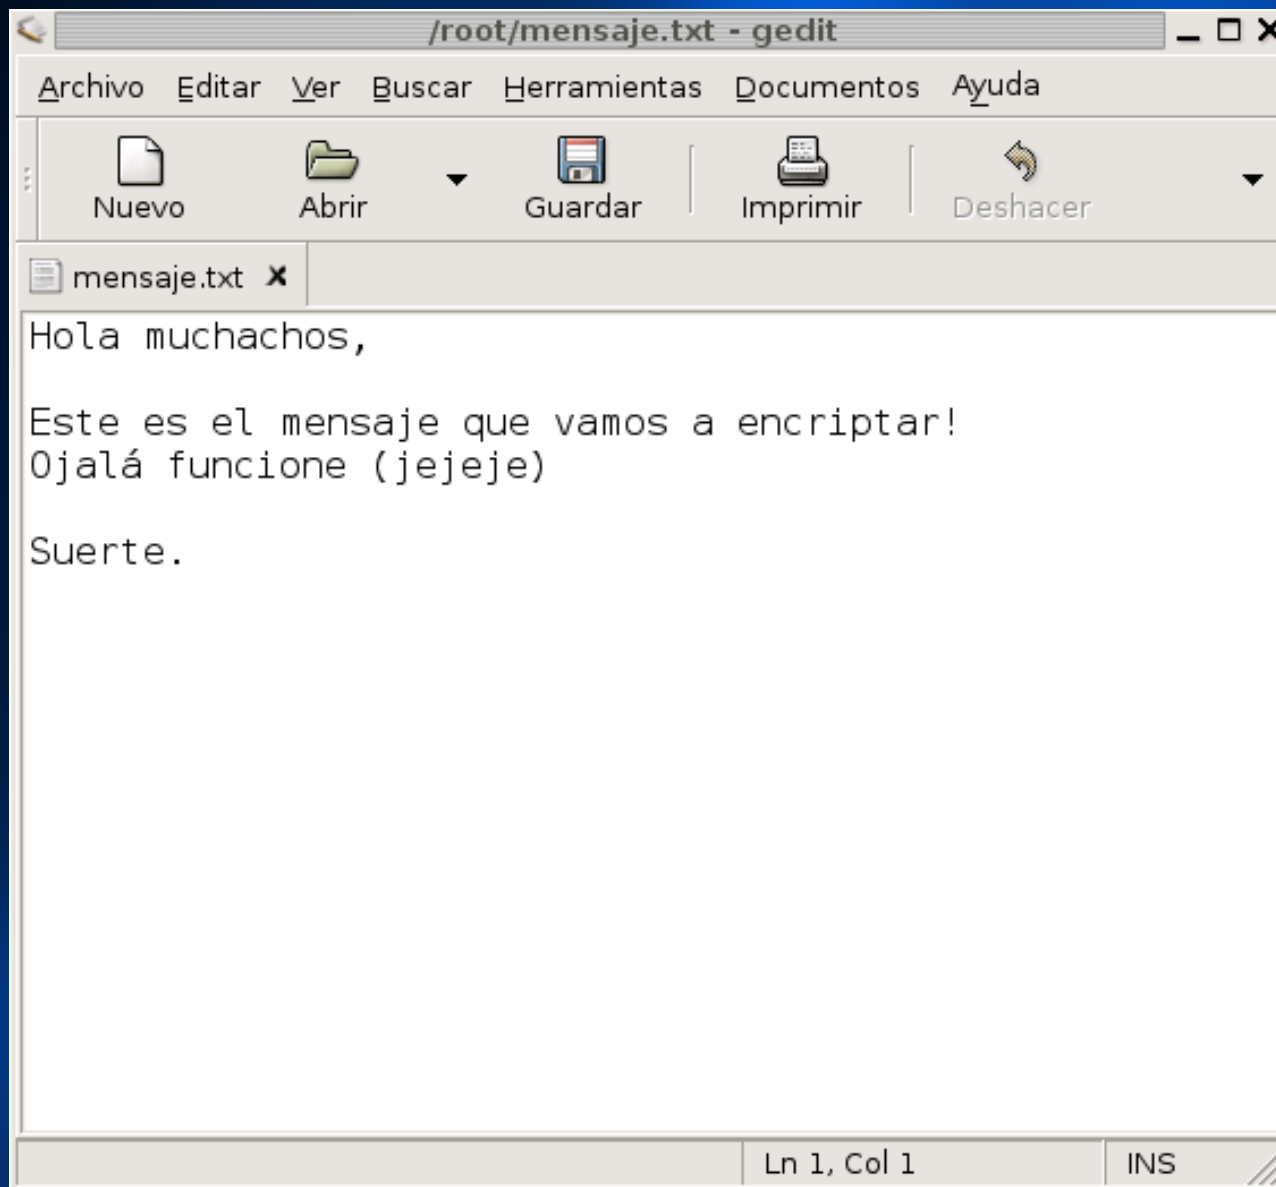 /root/mensaje.txt - gedit
Archivo Editar Ver Buscar Herramientas Documentos Ayuda
Nuevo Abrir Guardar Imprimir Deshacer
mensaje.txt
Hola muchachos,
Este es el mensaje que vamos a encriptar!
Ojalá funcione (jejeje)
Suerte.
Ln 1, Col 1 INS